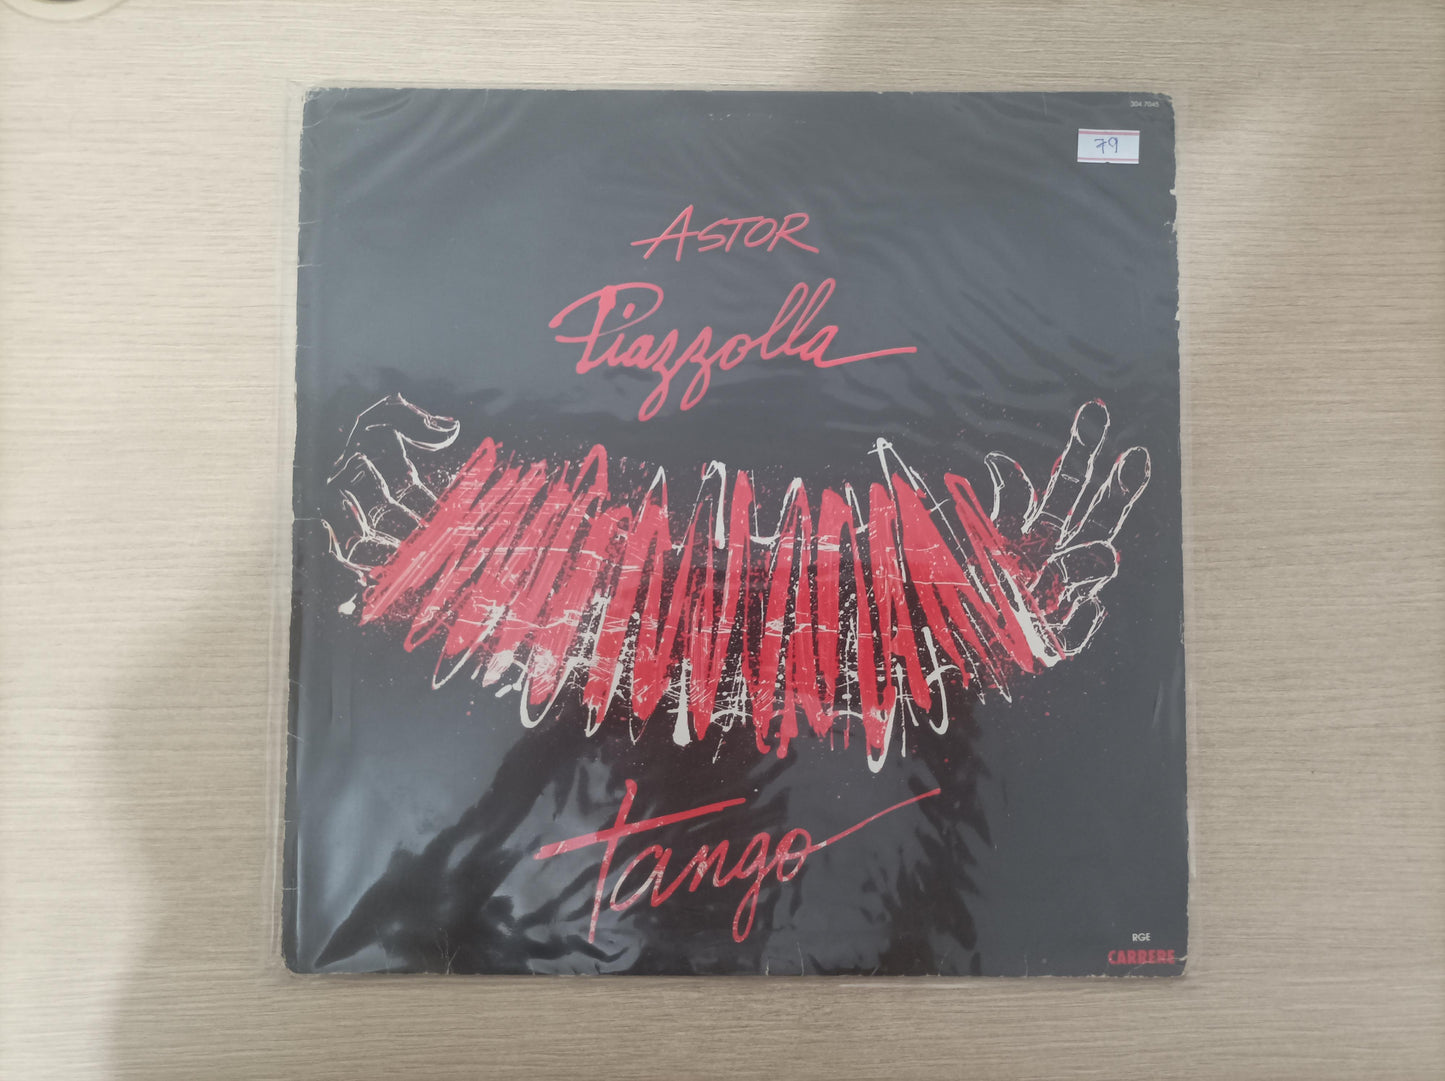 304 7045
79
ASTOR
Piazzolla
Tango
RGE
CARRERE